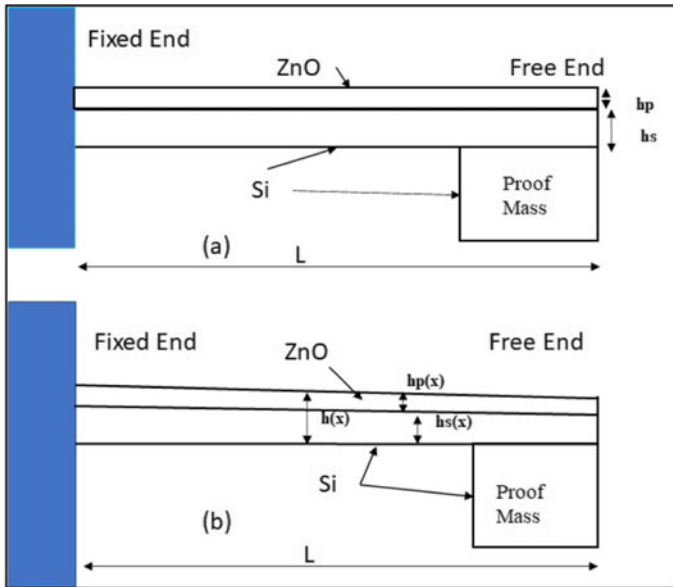 Fixed End
ZnO
Free End
hp
hs
Si
Proof
Mass
(a)
L
Fixed End
ZnO
Free End
hp(x)
h(x)
hs(x)
Si
Proof
Mass
(b)
L